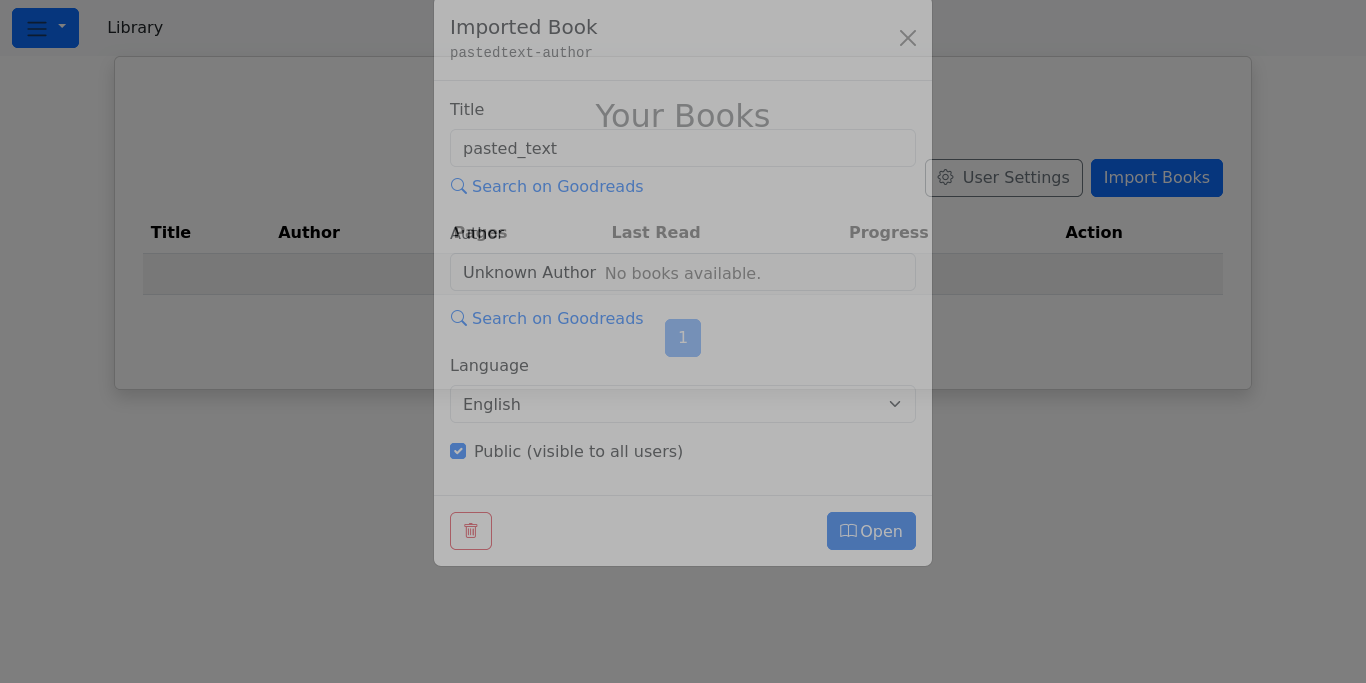 Library
Imported Book
pastedtext-author
Your Books
Title
pasted_text
Search on Goodreads
User Settings
Import Books
Title Author Pages Last Read Progress Action
Author
Unknown Author
No books available.
Search on Goodreads
1
Language
English
Public (visible to all users)
Open